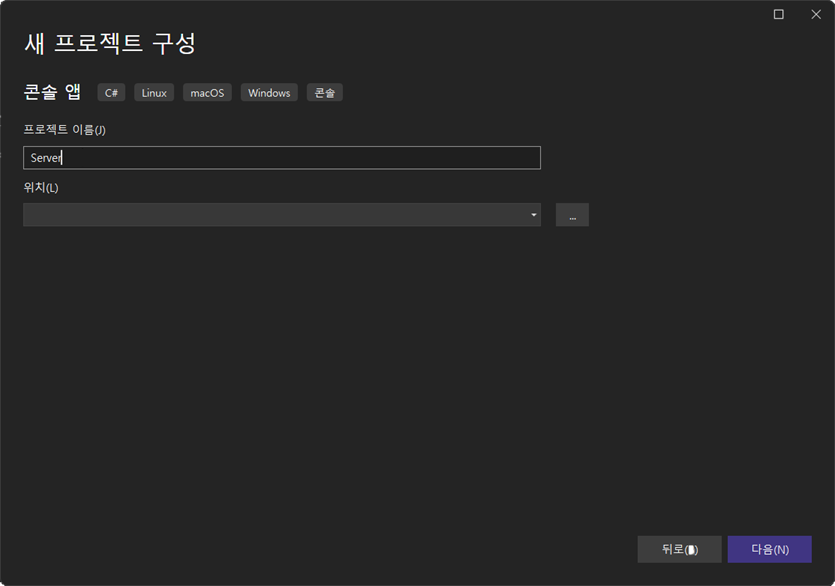 새 프로젝트 구성
콘솔 앱 C# Linux macOS Windows 콘솔
프로젝트 이름(J)
Server
위치(L)
...
뒤로 다음(N)